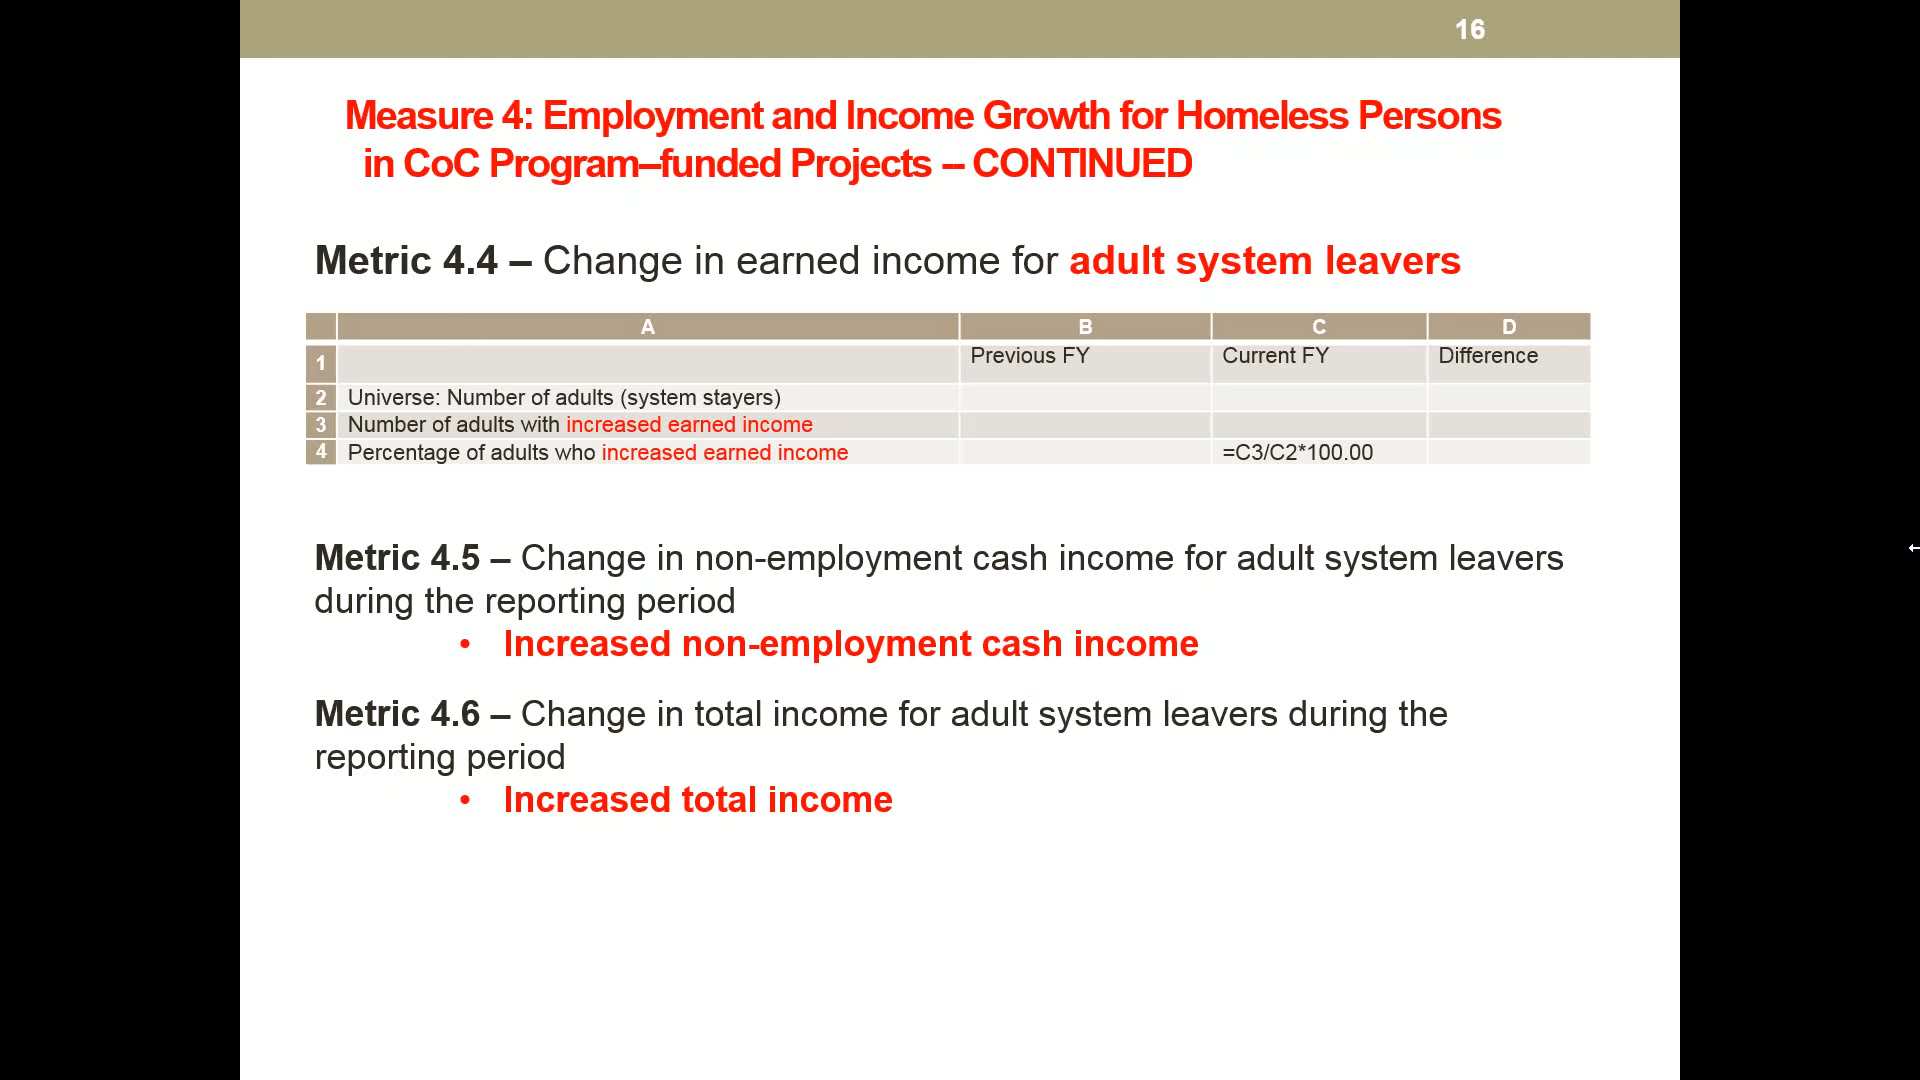 16
Measure 4: Employment and Income Growth for Homeless Persons
in CoC Program–funded Projects – CONTINUED
Metric 4.4 – Change in earned income for adult system leavers
A B C D
1 Previous FY Current FY Difference
2 Universe: Number of adults (system stayers)
3 Number of adults with increased earned income
4 Percentage of adults who increased earned income =C3/C2*100.00
Metric 4.5 – Change in non-employment cash income for adult system leavers
during the reporting period
• Increased non-employment cash income
Metric 4.6 – Change in total income for adult system leavers during the
reporting period
• Increased total income